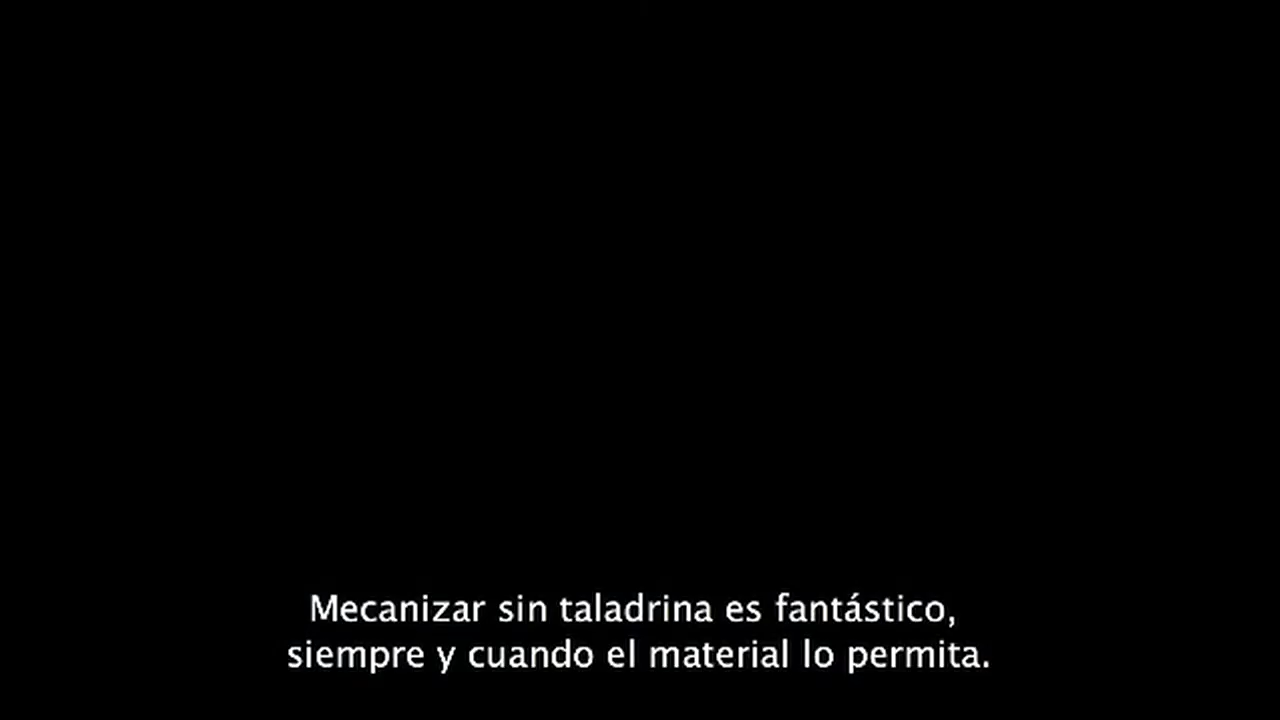 Mecanizar sin taladrina es fantástico,
siempre y cuando el material lo permita.